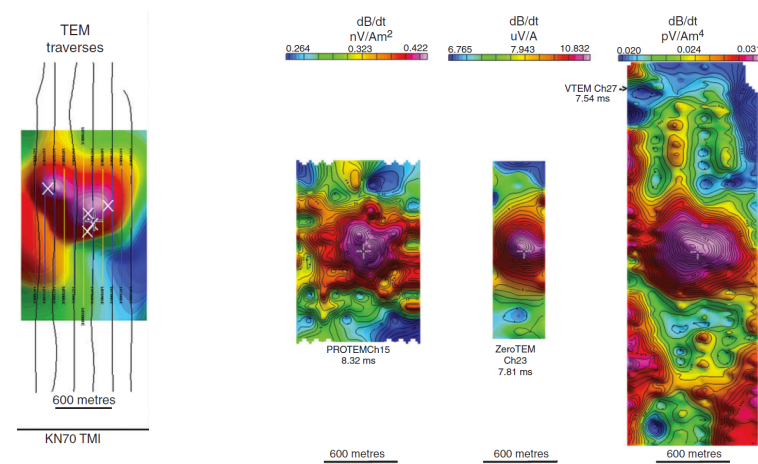 TEM
traverses
600 metres
KN70 TMI
dB/dt
nV/Am²
0.264 0.323 0.422
PROTEMCh15
8.32 ms
600 metres
dB/dt
uV/A
6.765 7.943 10.832
ZeroTEM
Ch23
7.81 ms
600 metres
dB/dt
pV/Am⁴
0.020 0.024 0.031
VTEM Ch27
7.54 ms
600 metres